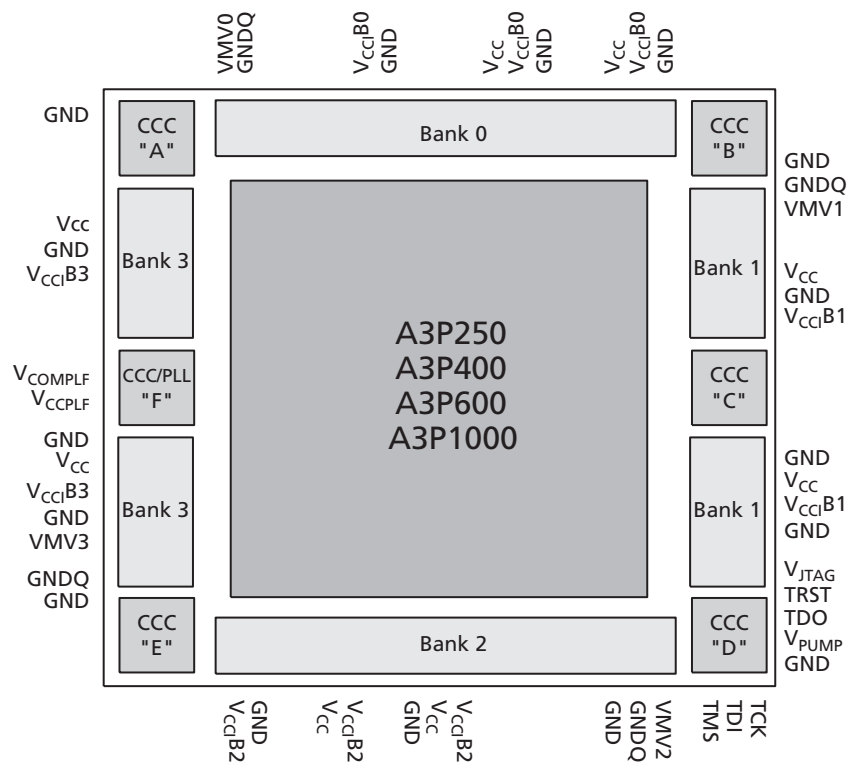 VMV0
GNDQ
VCCIB0
GND
VCC
VCCIB0
GND
VCC
VCCIB0
GND
GND
CCC
"A"
Bank 0
CCC
"B"
GND
GNDQ
VMV1
Vcc
GND
VCCIB3
Bank 3
Bank 1
VCC
GND
VCCIB1
A3P250
A3P400
A3P600
A3P1000
VCOMPLF
VCCPLF
CCC/PLL
"F"
CCC
"C"
GND
VCC
VCCIB3
GND
VMV3
Bank 3
Bank 1
GND
VCC
VCCIB1
GND
GNDQ
GND
CCC
"E"
Bank 2
CCC
"D"
VJTAG
TRST
TDO
VPUMP
GND
VCCIB2
GND
VCC
VCCIB2
GND
VCC
VCCIB2
GND
GNDQ
VMV2
TMS
TDI
TCK